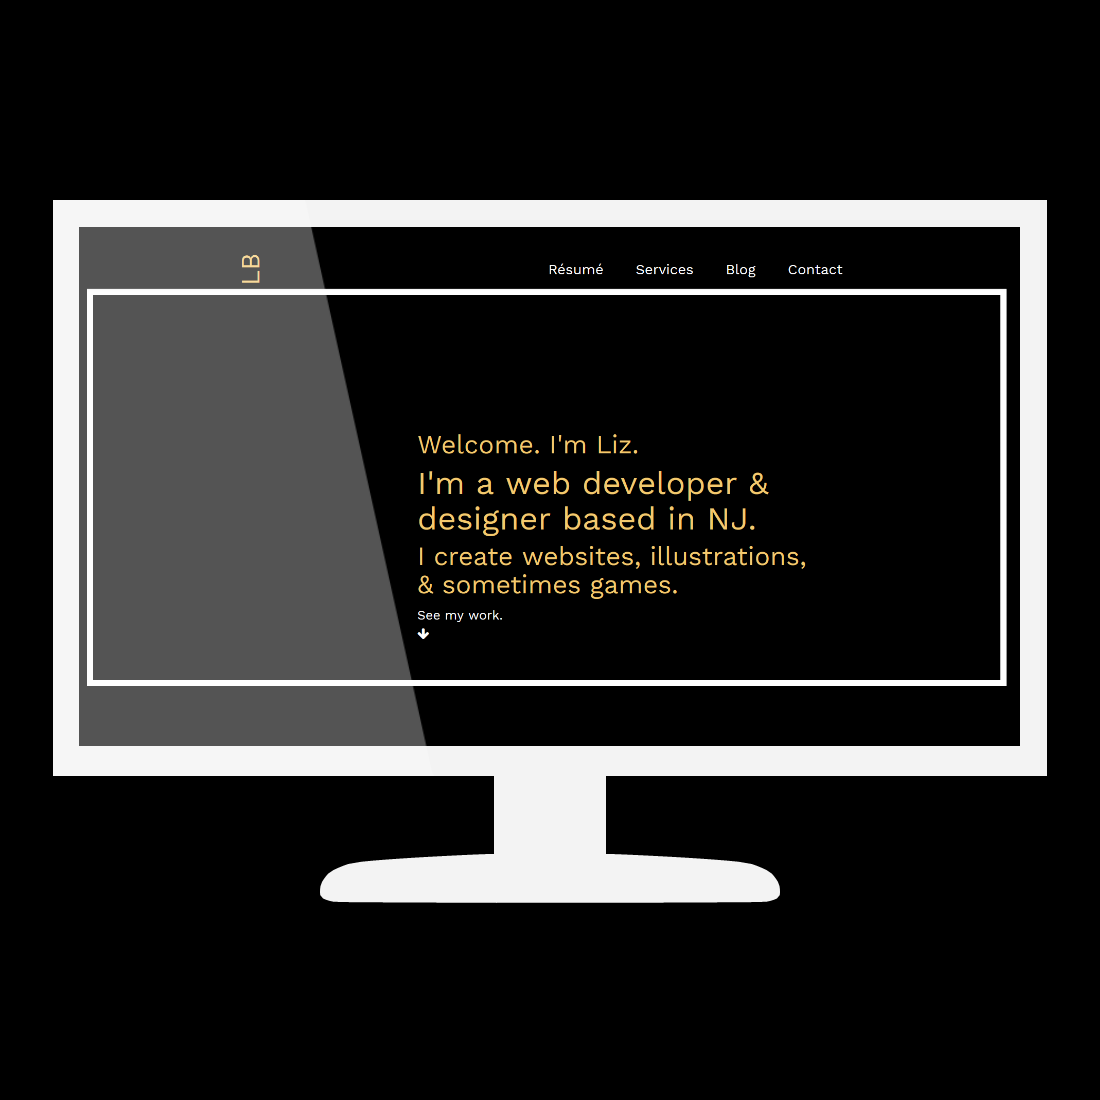 LB
Résumé Services Blog Contact
Welcome. I'm Liz.
I'm a web developer &
designer based in NJ.
I create websites, illustrations,
& sometimes games.
See my work.